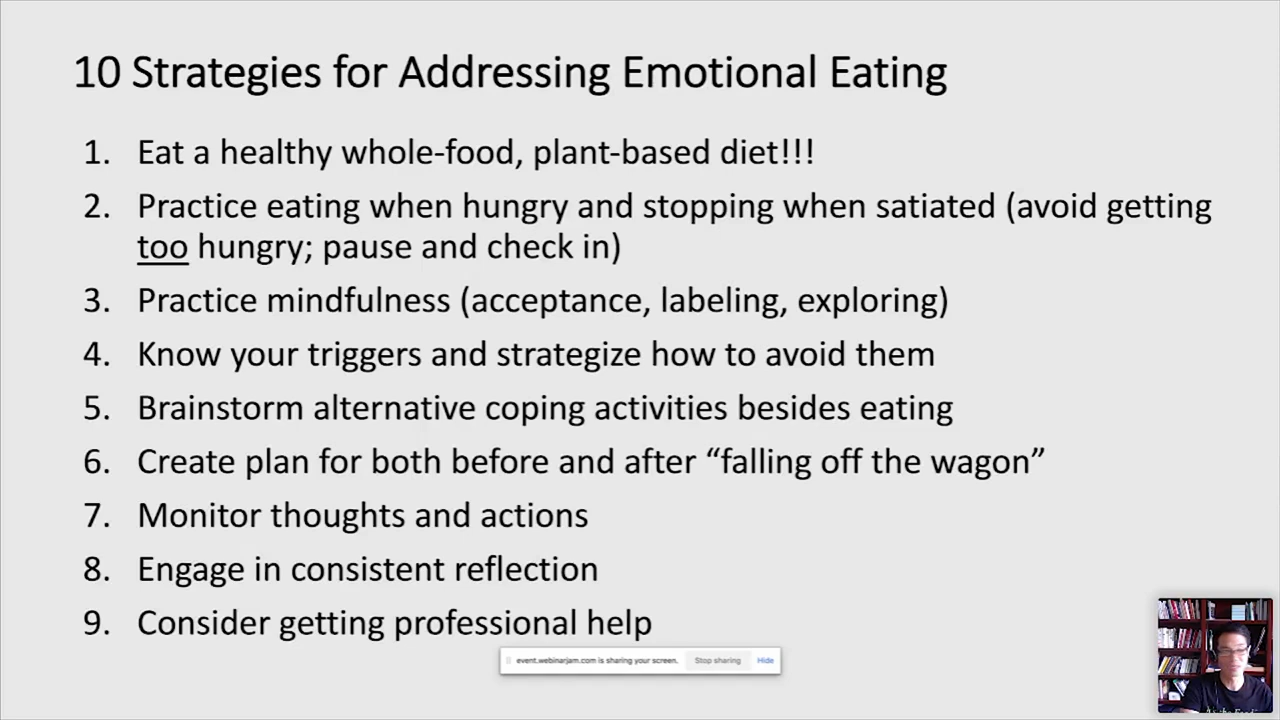 10 Strategies for Addressing Emotional Eating
1. Eat a healthy whole-food, plant-based diet!!!
2. Practice eating when hungry and stopping when satiated (avoid getting
too hungry; pause and check in)
3. Practice mindfulness (acceptance, labeling, exploring)
4. Know your triggers and strategize how to avoid them
5. Brainstorm alternative coping activities besides eating
6. Create plan for both before and after “falling off the wagon”
7. Monitor thoughts and actions
8. Engage in consistent reflection
9. Consider getting professional help
event.webinarjam.com is sharing your screen. Stop sharing Hide